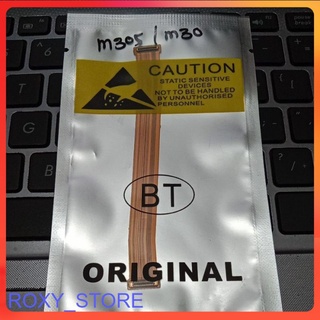 m305/m30
CAUTION
STATIC SENSITIVE
DEVICES
NOT TO BE HANDLED
BY UNAUTHORISED
PERSONNEL
BT
ORIGINAL
ROXY_STORE